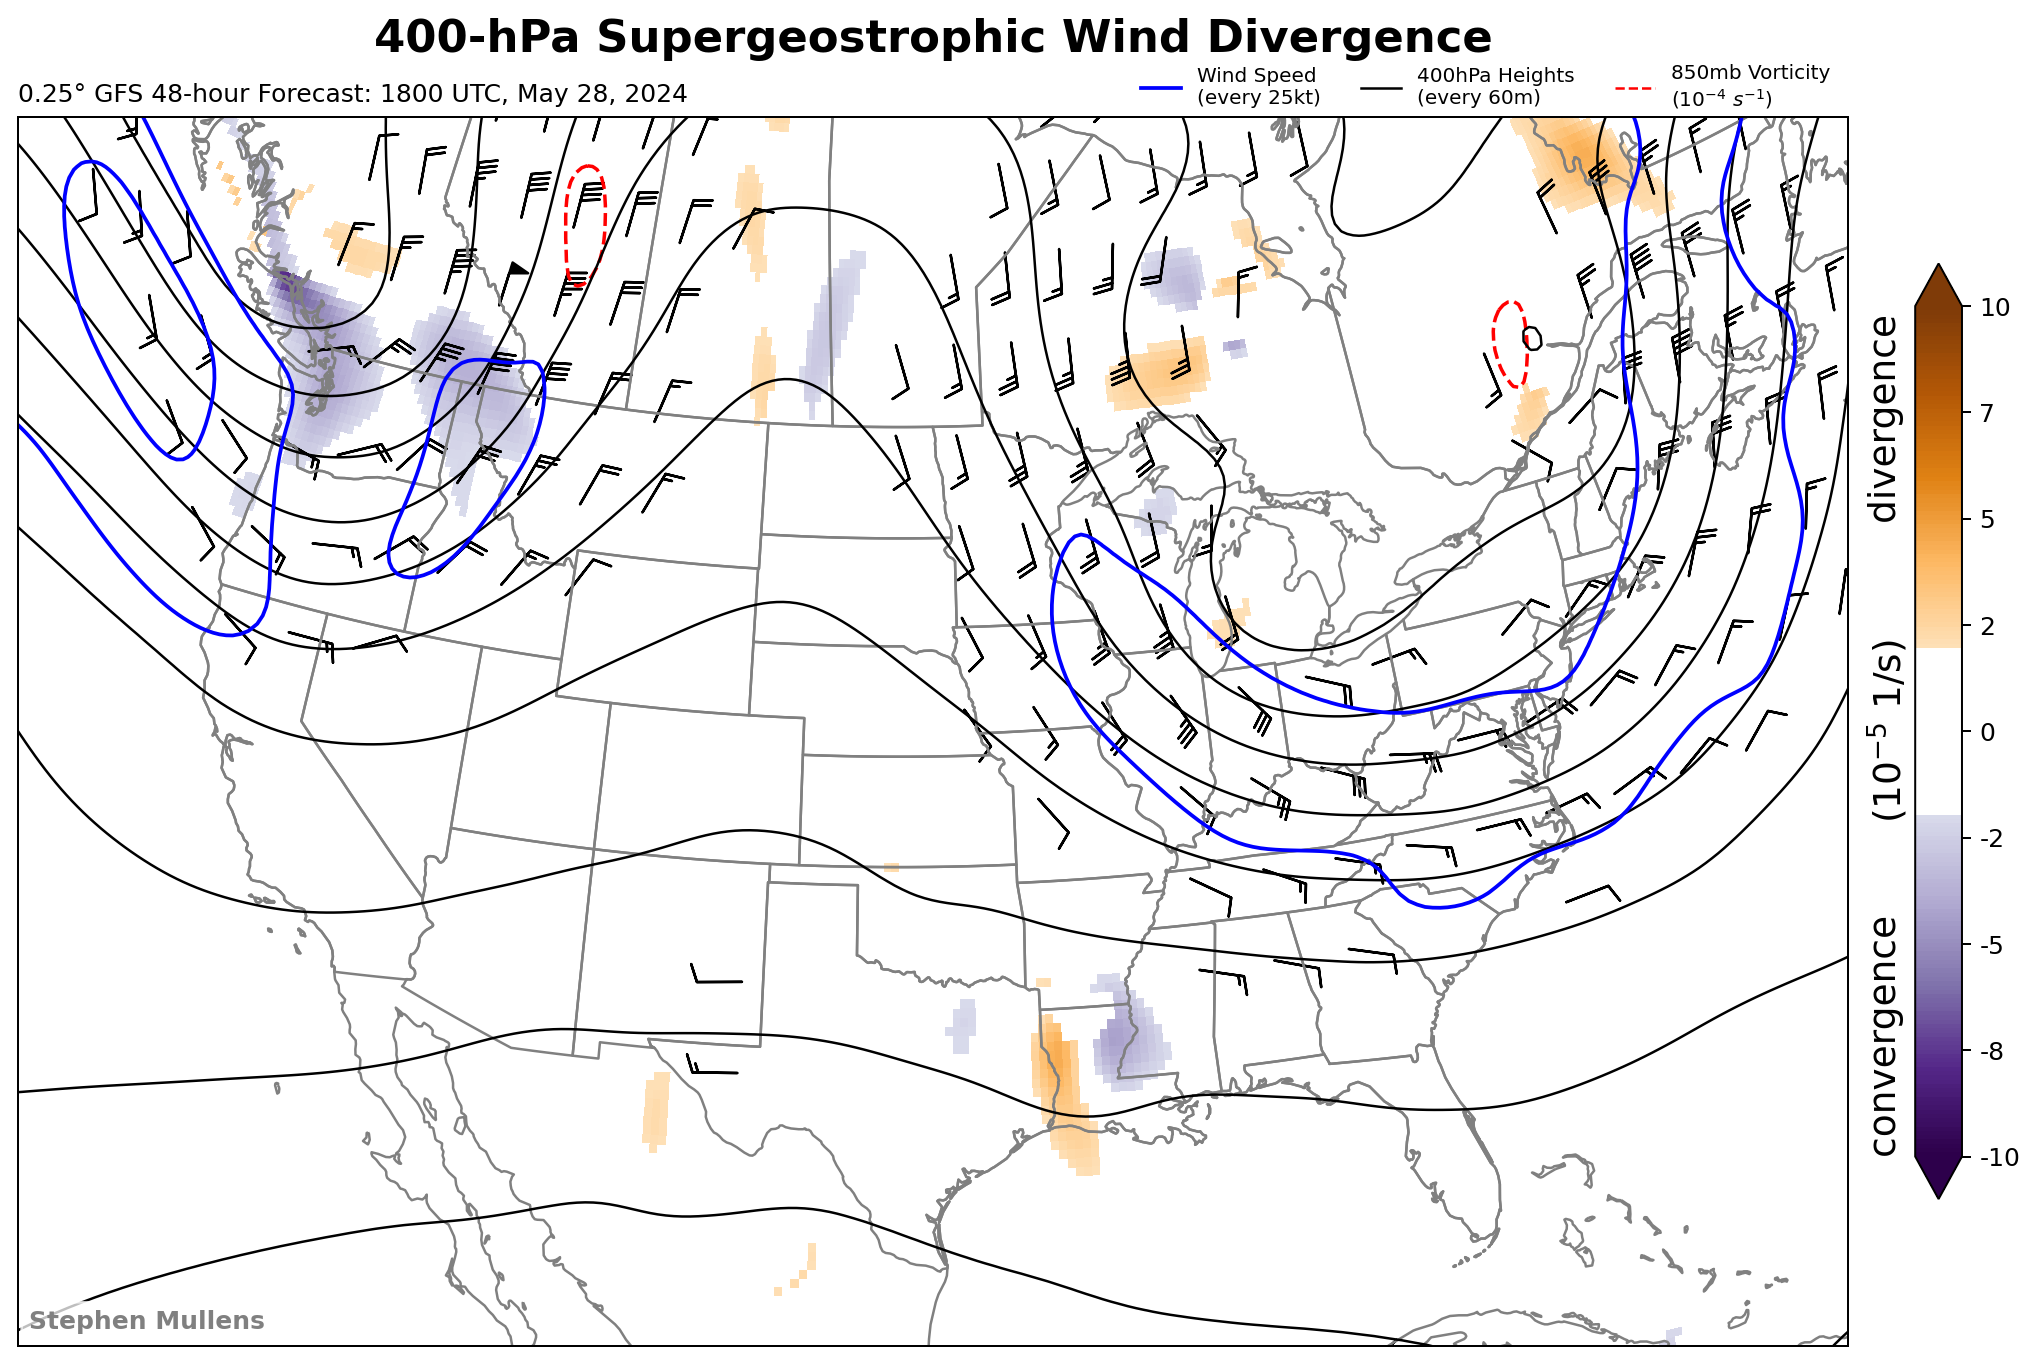 400-hPa Supergeostrophic Wind Divergence
0.25° GFS 48-hour Forecast: 1800 UTC, May 28, 2024
Wind Speed
(every 25kt)
400hPa Heights
(every 60m)
850mb Vorticity
(10⁻⁴ s⁻¹)
10
7
5
2
0
-2
-5
-8
-10
convergence (10⁻⁵ 1/s) divergence
Stephen Mullens